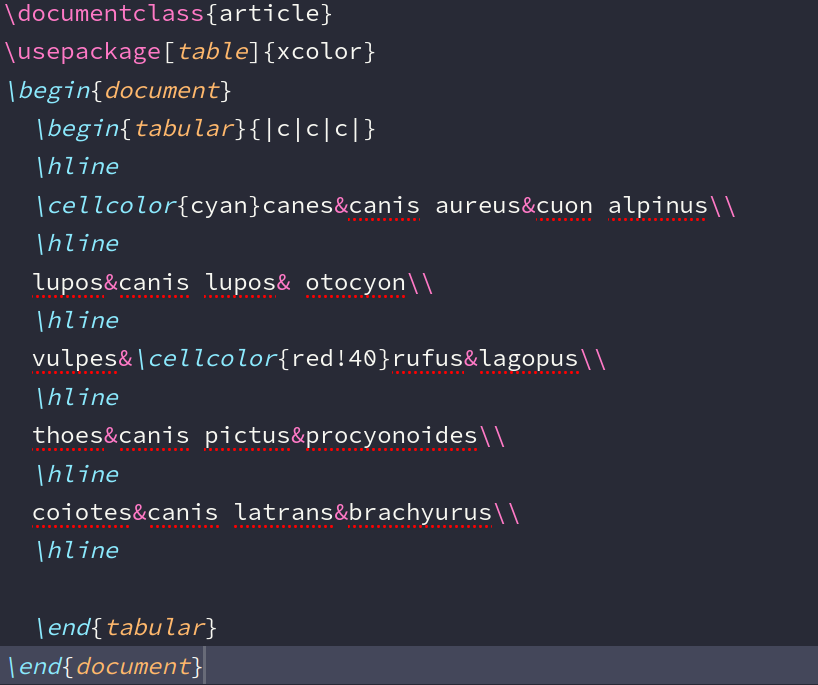 \documentclass{article}
\usepackage[table]{xcolor}
\begin{document}
\begin{tabular}{|c|c|c|}
\hline
\cellcolor{cyan}canes&canis aureus&cuon alpinus\\
\hline
lupos&canis lupos& otocyon\\
\hline
vulpes&\cellcolor{red!40}rufus&lagopus\\
\hline
thoes&canis pictus&procyonoides\\
\hline
coiotes&canis latrans&brachyurus\\
\hline
\end{tabular}
\end{document}